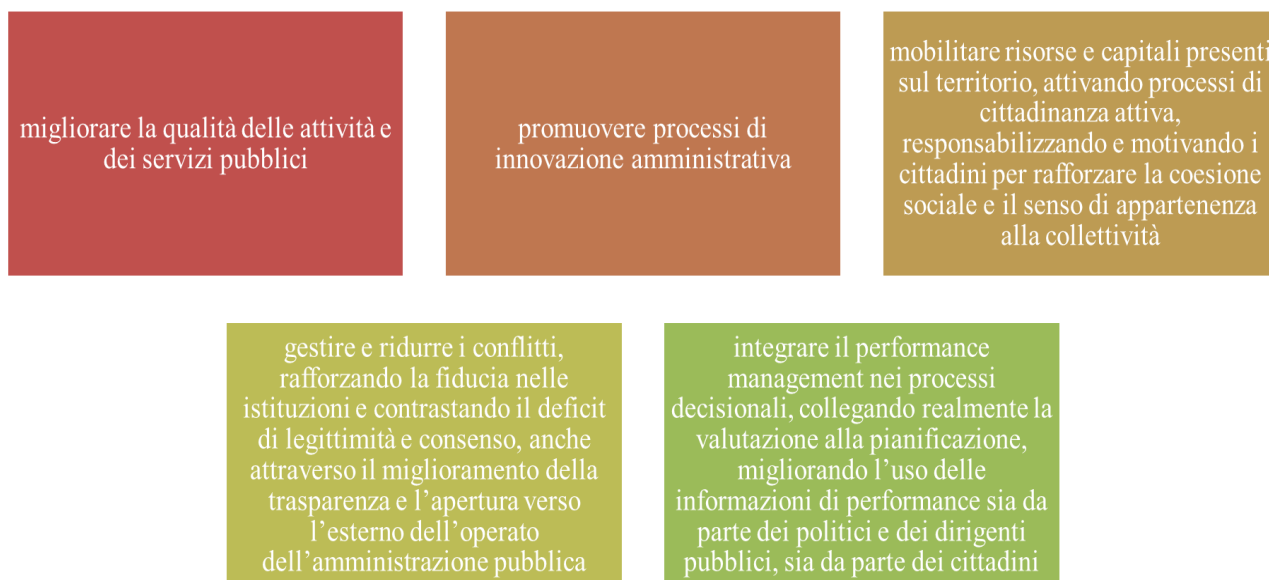 migliorare la qualità delle attività e
dei servizi pubblici
promuovere processi di
innovazione amministrativa
mobilitare risorse e capitali presenti
sul territorio, attivando processi di
cittadinanza attiva,
responsabilizzando e motivando i
cittadini per rafforzare la coesione
sociale e il senso di appartenenza
alla collettività
gestire e ridurre i conflitti,
rafforzando la fiducia nelle
istituzioni e contrastando il deficit
di legittimità e consenso, anche
attraverso il miglioramento della
trasparenza e l’apertura verso
l’esterno dell’operato
dell’amministrazione pubblica
integrare il performance
management nei processi
decisionali, collegando realmente la
valutazione alla pianificazione,
migliorando l’uso delle
informazioni di performance sia da
parte dei politici e dei dirigenti
pubblici, sia da parte dei cittadini